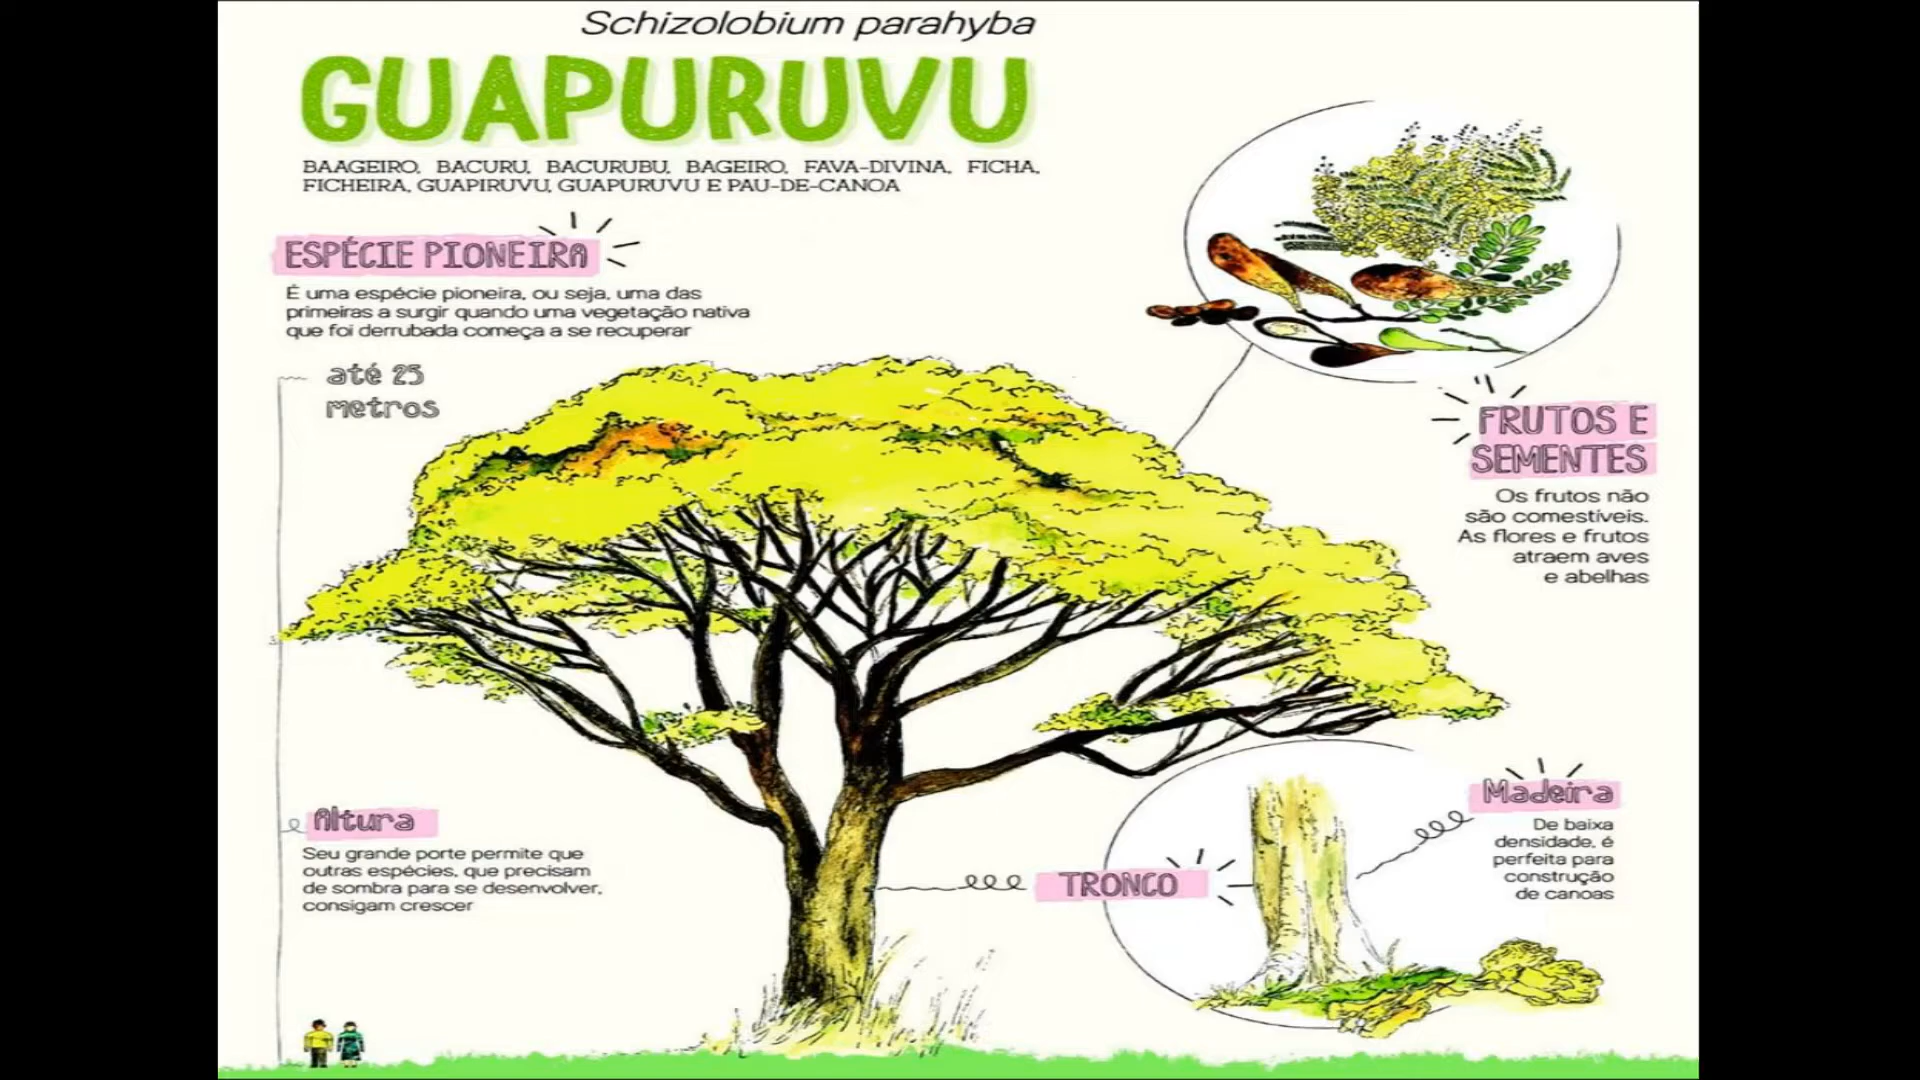 Schizolobium parahyba
GUAPURUVU
BAAGEIRO, BACURU, BACURUBU, BAGEIRO, FAVA-DIVINA, FICHA,
FICHEIRA, GUAPIRUVU, GUAPURUVU E PAU-DE-CANOA
ESPÉCIE PIONEIRA
É uma espécie pioneira, ou seja, uma das
primeiras a surgir quando uma vegetação nativa
que foi derrubada começa a se recuperar
até 25
metros
FRUTOS E
SEMENTES
Os frutos não
são comestíveis.
As flores e frutos
atraem aves
e abelhas
Altura
Seu grande porte permite que
outras espécies, que precisam
de sombra para se desenvolver,
consigam crescer
TRONCO
Madeira
De baixa
densidade, é
perfeita para
construção
de canoas